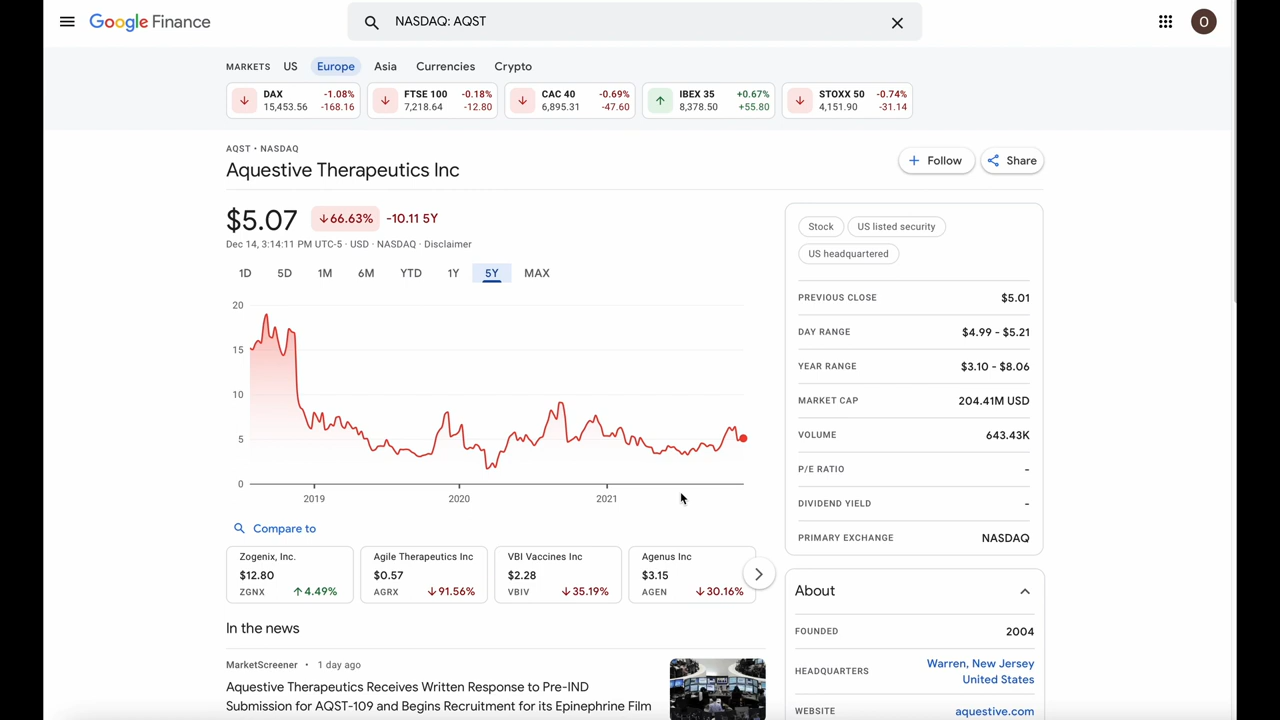 Google Finance
NASDAQ: AQST
O
MARKETS US Europe Asia Currencies Crypto
DAX -1.08%
15,453.56 -168.16
FTSE 100 -0.18%
7,218.64 -12.80
CAC 40 -0.69%
6,895.31 -47.60
IBEX 35 +0.67%
8,378.50 +55.80
STOXX 50 -0.74%
4,151.90 -31.14
AQST • NASDAQ
Aquestive Therapeutics Inc
Follow
Share
$5.07 66.63% -10.11 5Y
Dec 14, 3:14:11 PM UTC-5 · USD · NASDAQ · Disclaimer
1D 5D 1M 6M YTD 1Y 5Y MAX
20
15
10
5
0
2019 2020 2021
Compare to
Zogenix, Inc.
$12.80
ZGNX 4.49%
Agile Therapeutics Inc
$0.57
AGRX 91.56%
VBI Vaccines Inc
$2.28
VBIV 35.19%
Agenus Inc
$3.15
AGEN 30.16%
In the news
MarketScreener • 1 day ago
Aquestive Therapeutics Receives Written Response to Pre-IND
Submission for AQST-109 and Begins Recruitment for its Epinephrine Film
Stock
US listed security
US headquartered
PREVIOUS CLOSE $5.01
DAY RANGE $4.99 - $5.21
YEAR RANGE $3.10 - $8.06
MARKET CAP 204.41M USD
VOLUME 643.43K
P/E RATIO -
DIVIDEND YIELD -
PRIMARY EXCHANGE NASDAQ
About
FOUNDED 2004
HEADQUARTERS Warren, New Jersey
United States
WEBSITE aquestive.com